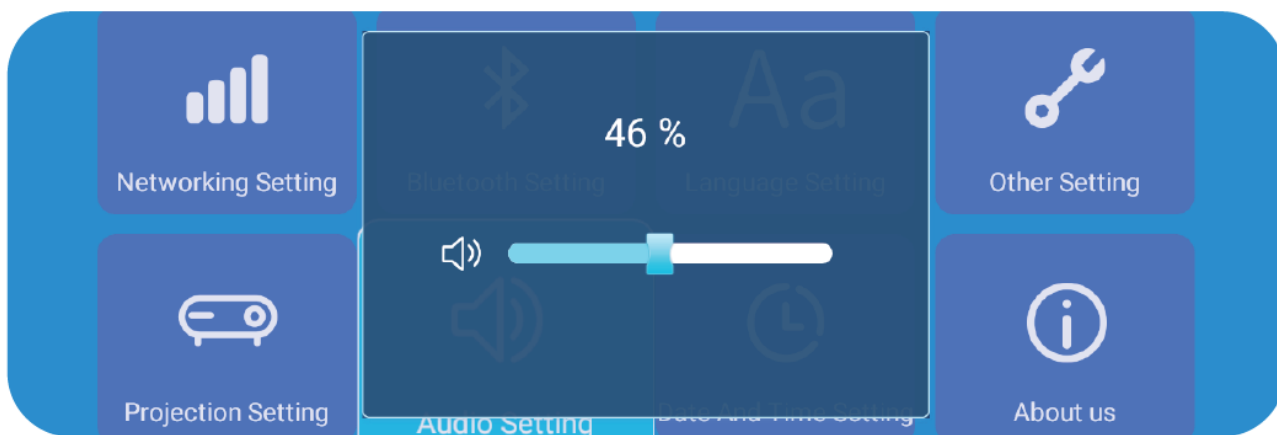 46 %
Aa
Networking Setting
Bluetooth Setting
Language Setting
Other Setting
Projection Setting
Audio Setting
Date And Time Setting
About us